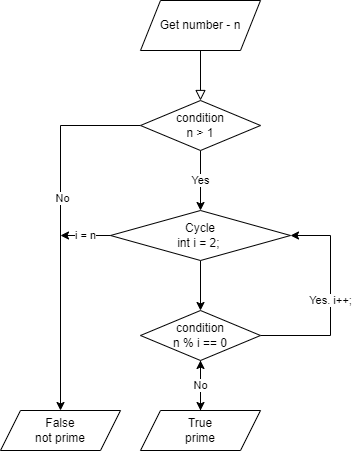 Get number - n
condition
n > 1
No
Yes
Cycle
int i = 2;
i = n
condition
n % i == 0
Yes. i++;
No
False
not prime
True
prime